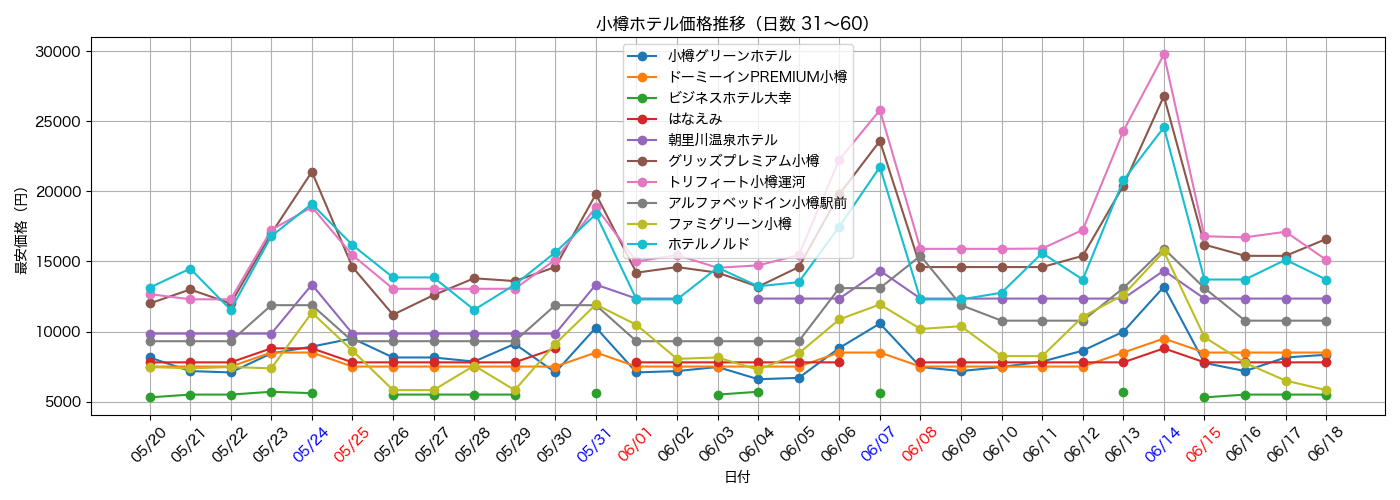 小樽ホテル価格推移（日数 31～60）
30000
25000
20000
15000
10000
5000
最安価格（円）
小樽グリーンホテル
ドーミーインPREMIUM小樽
ビジネスホテル大幸
はなえみ
朝里川温泉ホテル
グリッズプレミアム小樽
トリフィート小樽運河
アルファベッドイン小樽駅前
ファミグリーン小樽
ホテルノルド
05/20 05/21 05/22 05/23 05/24 05/25 05/26 05/27 05/28 05/29 05/30 05/31 06/01 06/02 06/03 06/04 06/05 06/06 06/07 06/08 06/09 06/10 06/11 06/12 06/13 06/14 06/15 06/16 06/17 06/18
日付